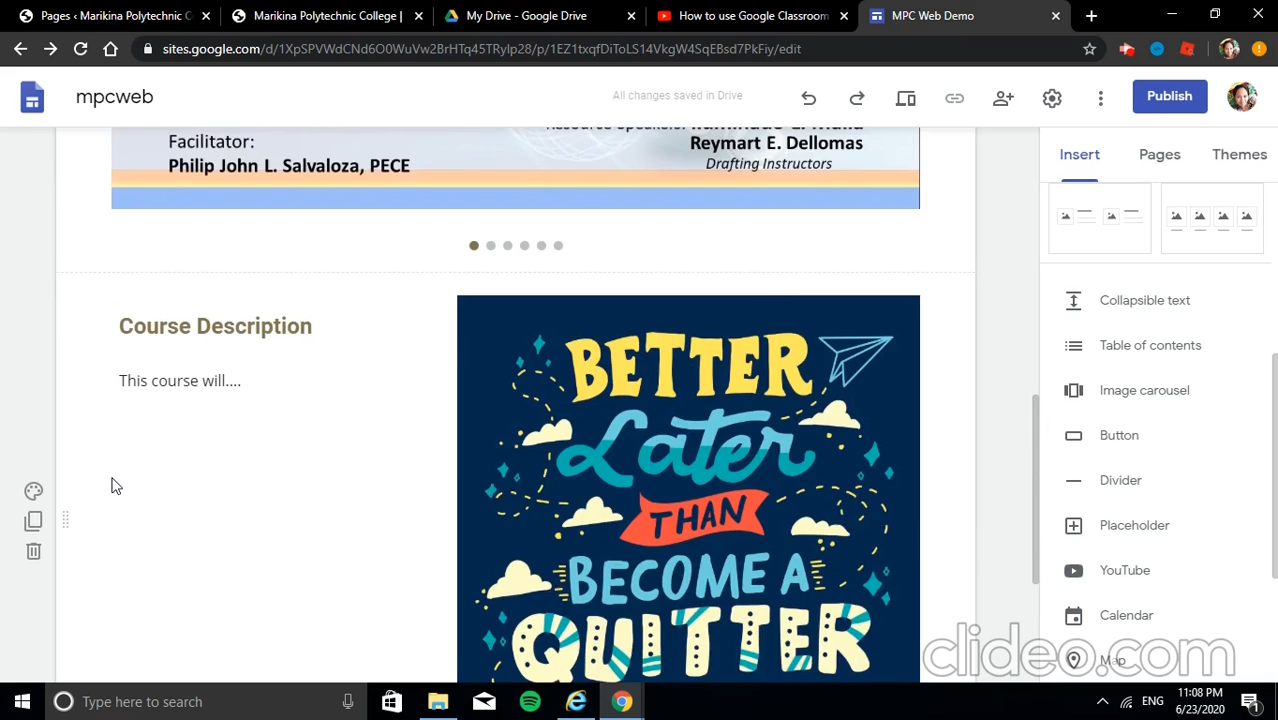 Pages ‹ Marikina Polytechnic C
Marikina Polytechnic College |
My Drive - Google Drive
How to use Google Classroom
MPC Web Demo
sites.google.com/d/1XpSPVWdCNd6O0WuVw2BrHTq45TRylp28/p/1EZ1txqfDiToLS14VkgW4SqEBsd7PkFiy/edit
mpcweb
All changes saved in Drive
Publish
Insert
Pages
Themes
Facilitator:
Philip John L. Salvaloza, PECE
Resource Speakers:
Reymart E. Dellomas
Drafting Instructors
Course Description
This course will....
BETTER
Later
THAN
BECOME A
QUITTER
Collapsible text
Table of contents
Image carousel
Button
Divider
Placeholder
YouTube
Calendar
Map
clideo.com
Type here to search
ENG
11:08 PM
6/23/2020
1